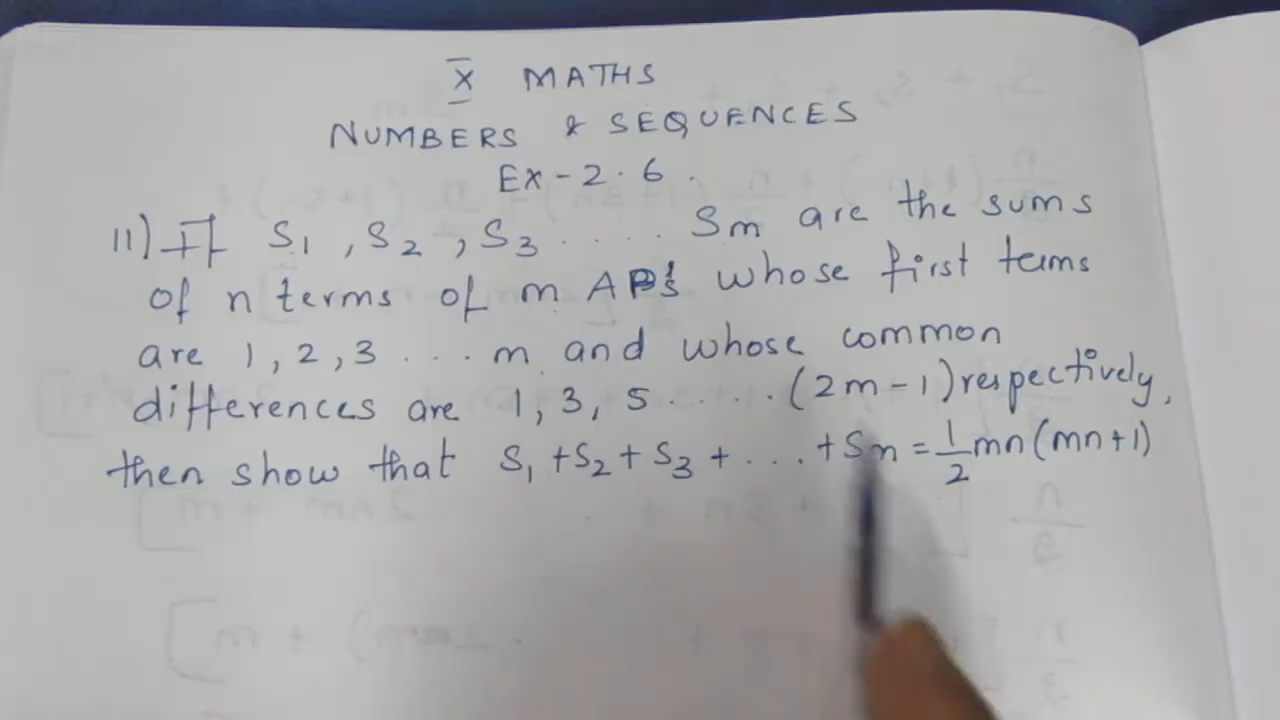 X MATHS
NUMBERS & SEQUENCES
Ex - 2.6.
11) If S₁, S₂, S₃ ..... Sm are the sums
of n terms of m AP's whose first terms
are 1, 2, 3 .... m and whose common
differences are 1, 3, 5 ..... (2m - 1) respectively,
then show that S₁ + S₂ + S₃ + .... + Sm = 1/2 mn (mn + 1)